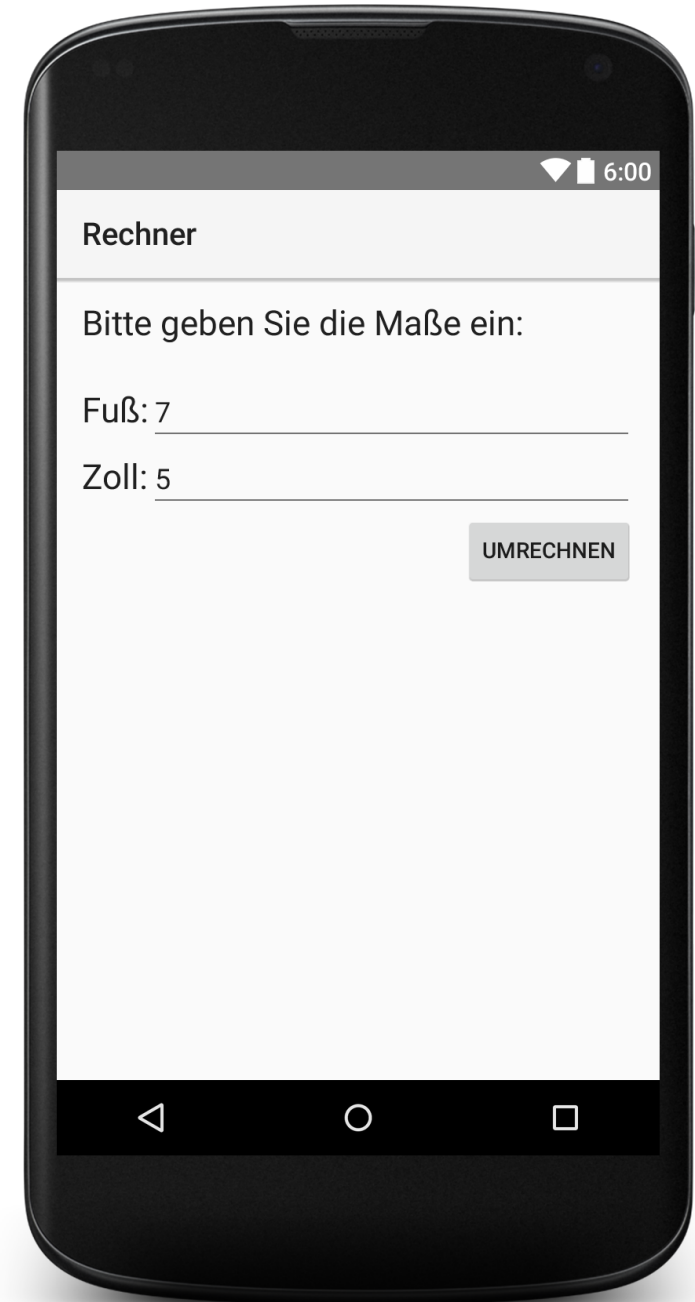 6:00
Rechner
Bitte geben Sie die Maße ein:
Fuß: 7
Zoll: 5
UMRECHNEN